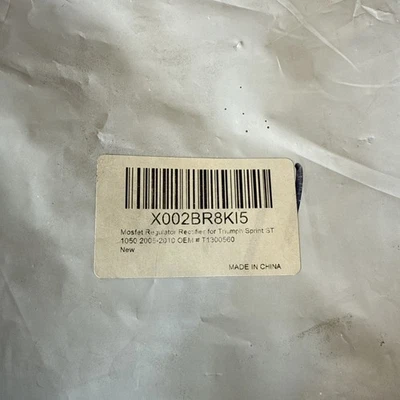 X002BR8KI5
Mosfet Regulator Rectifier for Triumph Sprint ST
1050 2005-2010 OEM # T1300560
New
MADE IN CHINA